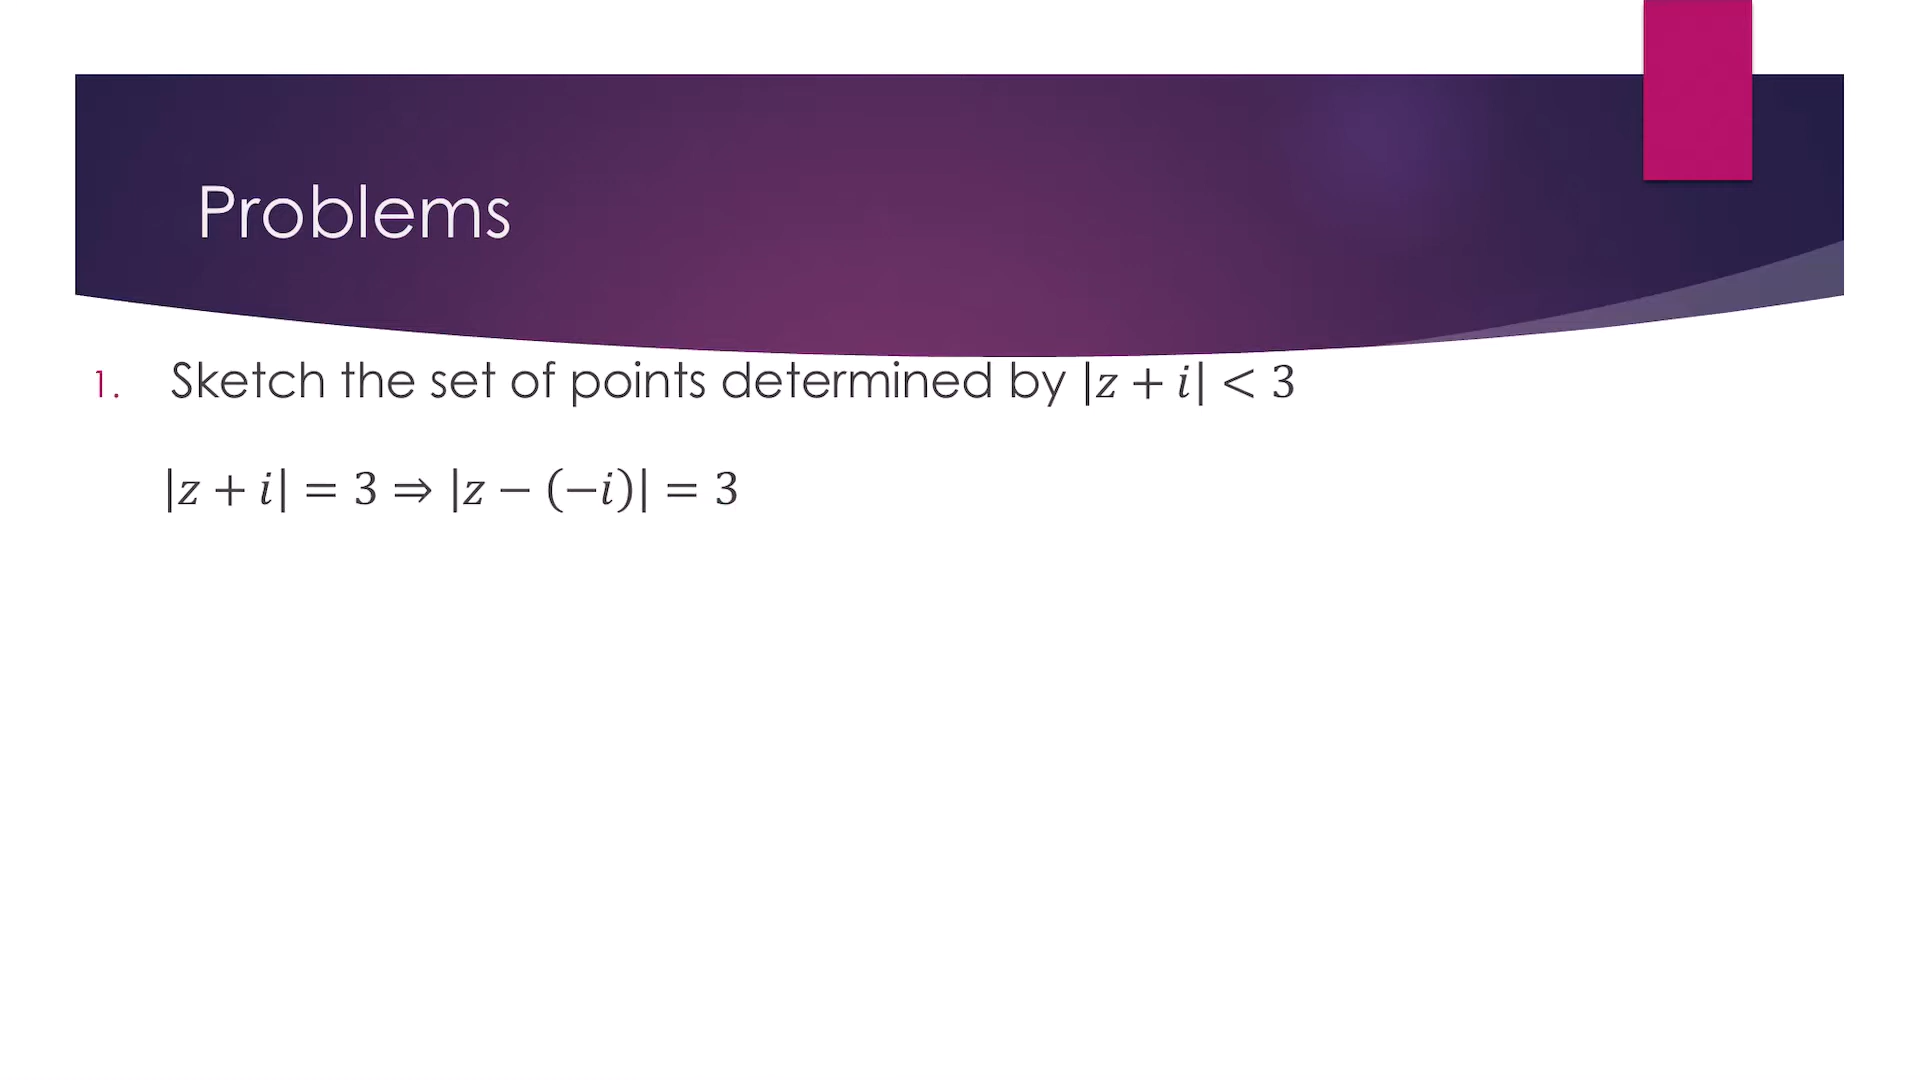 Problems
1. Sketch the set of points determined by |z + i| < 3
|z + i| = 3 ⇒ |z − (−i)| = 3